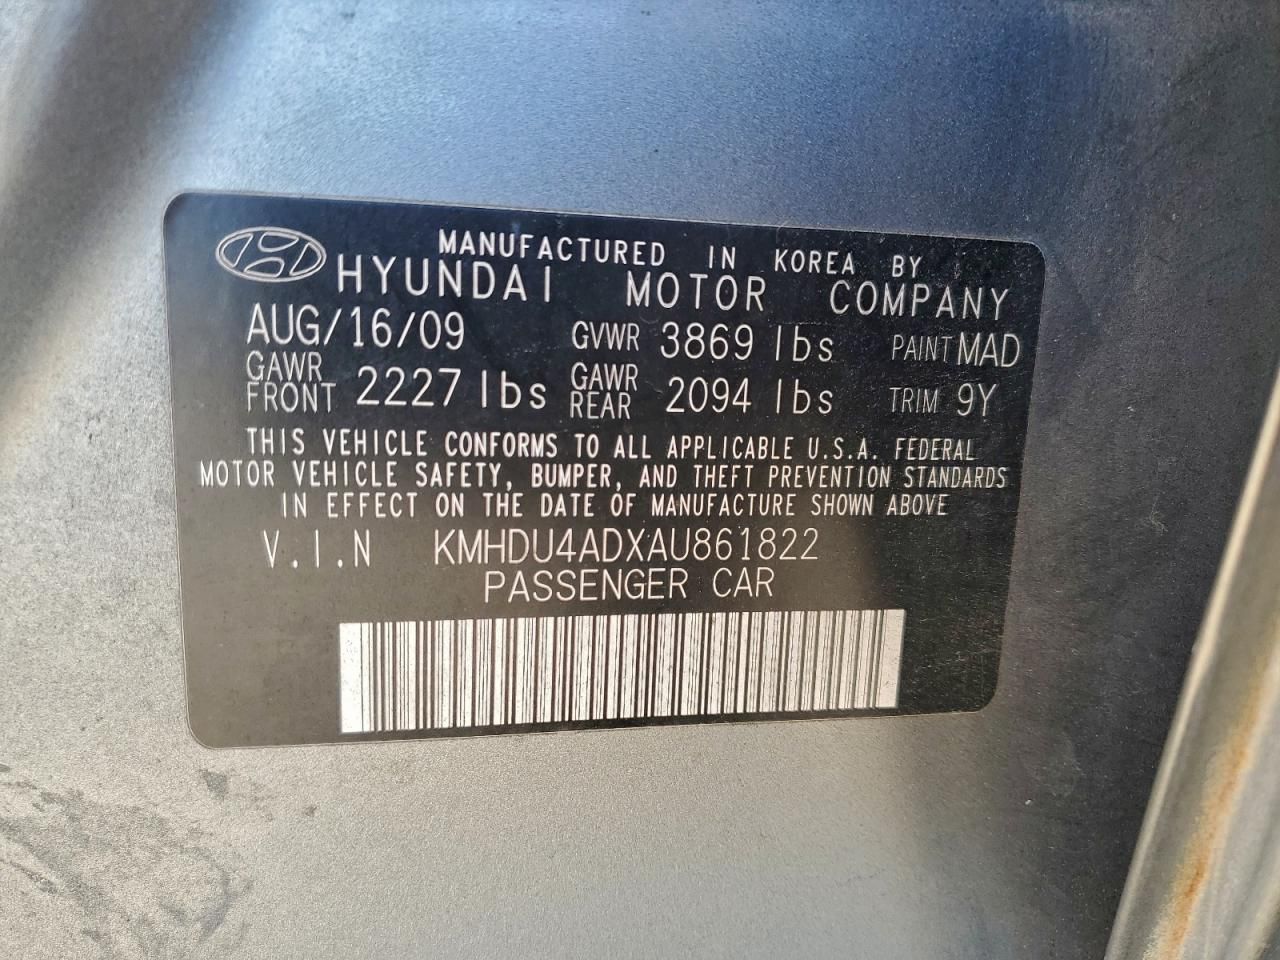 MANUFACTURED IN KOREA BY
HYUNDAI MOTOR COMPANY
AUG/16/09 GVWR 3869 lbs PAINT MAD
GAWR FRONT 2227 lbs GAWR REAR 2094 lbs TRIM 9Y
THIS VEHICLE CONFORMS TO ALL APPLICABLE U.S.A. FEDERAL
MOTOR VEHICLE SAFETY, BUMPER, AND THEFT PREVENTION STANDARDS
IN EFFECT ON THE DATE OF MANUFACTURE SHOWN ABOVE
V.I.N KMHDU4ADXAU861822
PASSENGER CAR